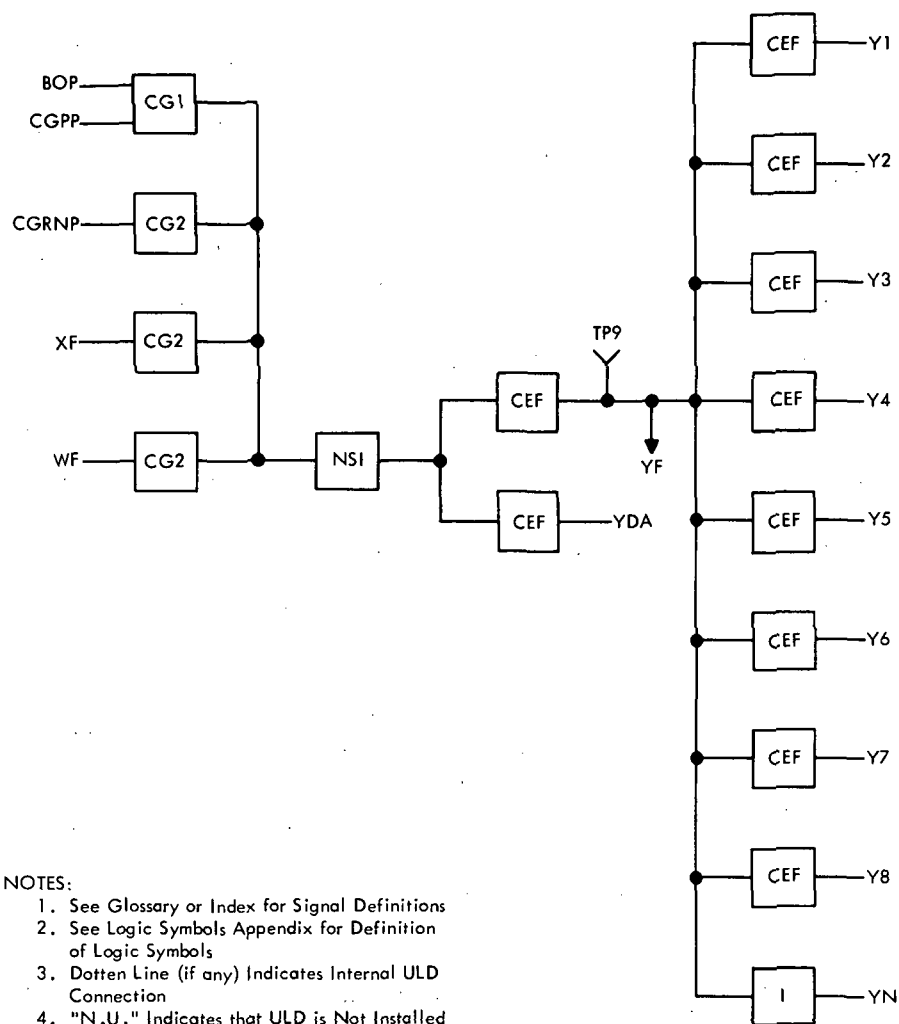 BOP
CGPP
CG1
CGRNP
CG2
XF
CG2
WF
CG2
NSI
CEF
TP9
YF
CEF
YDA
CEF
Y1
CEF
Y2
CEF
Y3
CEF
Y4
CEF
Y5
CEF
Y6
CEF
Y7
CEF
Y8
I
YN
NOTES:
1. See Glossary or Index for Signal Definitions
2. See Logic Symbols Appendix for Definition
of Logic Symbols
3. Dotten Line (if any) Indicates Internal ULD
Connection
4. "N.U." Indicates that ULD is Not Installed